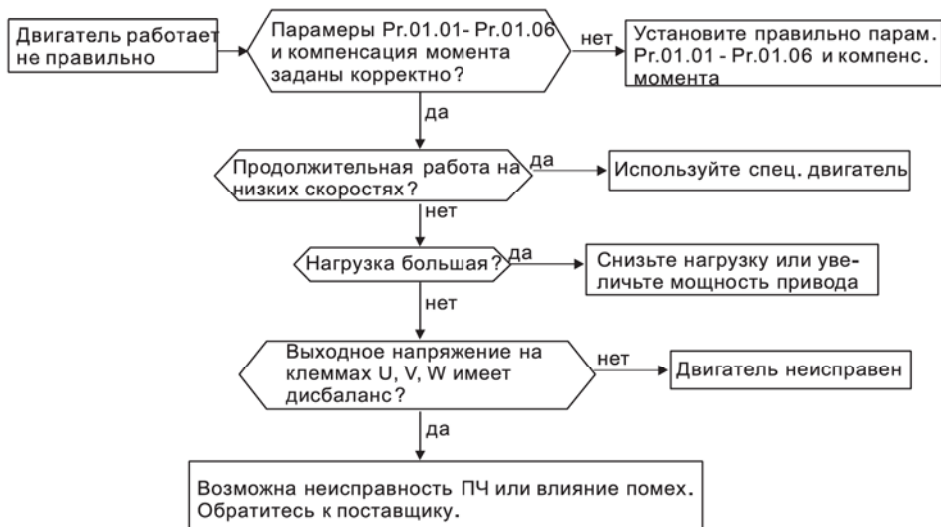 Двигатель работает
не правильно
Парамеры Pr.01.01- Pr.01.06
и компенсация момента
заданы корректно?
нет
Установите правильно парам.
Pr.01.01 - Pr.01.06 и компенс.
момента
да
Продолжительная работа на
низких скоростях?
да
Используйте спец. двигатель
нет
Нагрузка большая?
да
Снизьте нагрузку или уве-
личьте мощность привода
нет
Выходное напряжение на
клеммах U, V, W имеет
дисбаланс?
нет
Двигатель неисправен
да
Возможна неисправность ПЧ или влияние помех.
Обратитесь к поставщику.